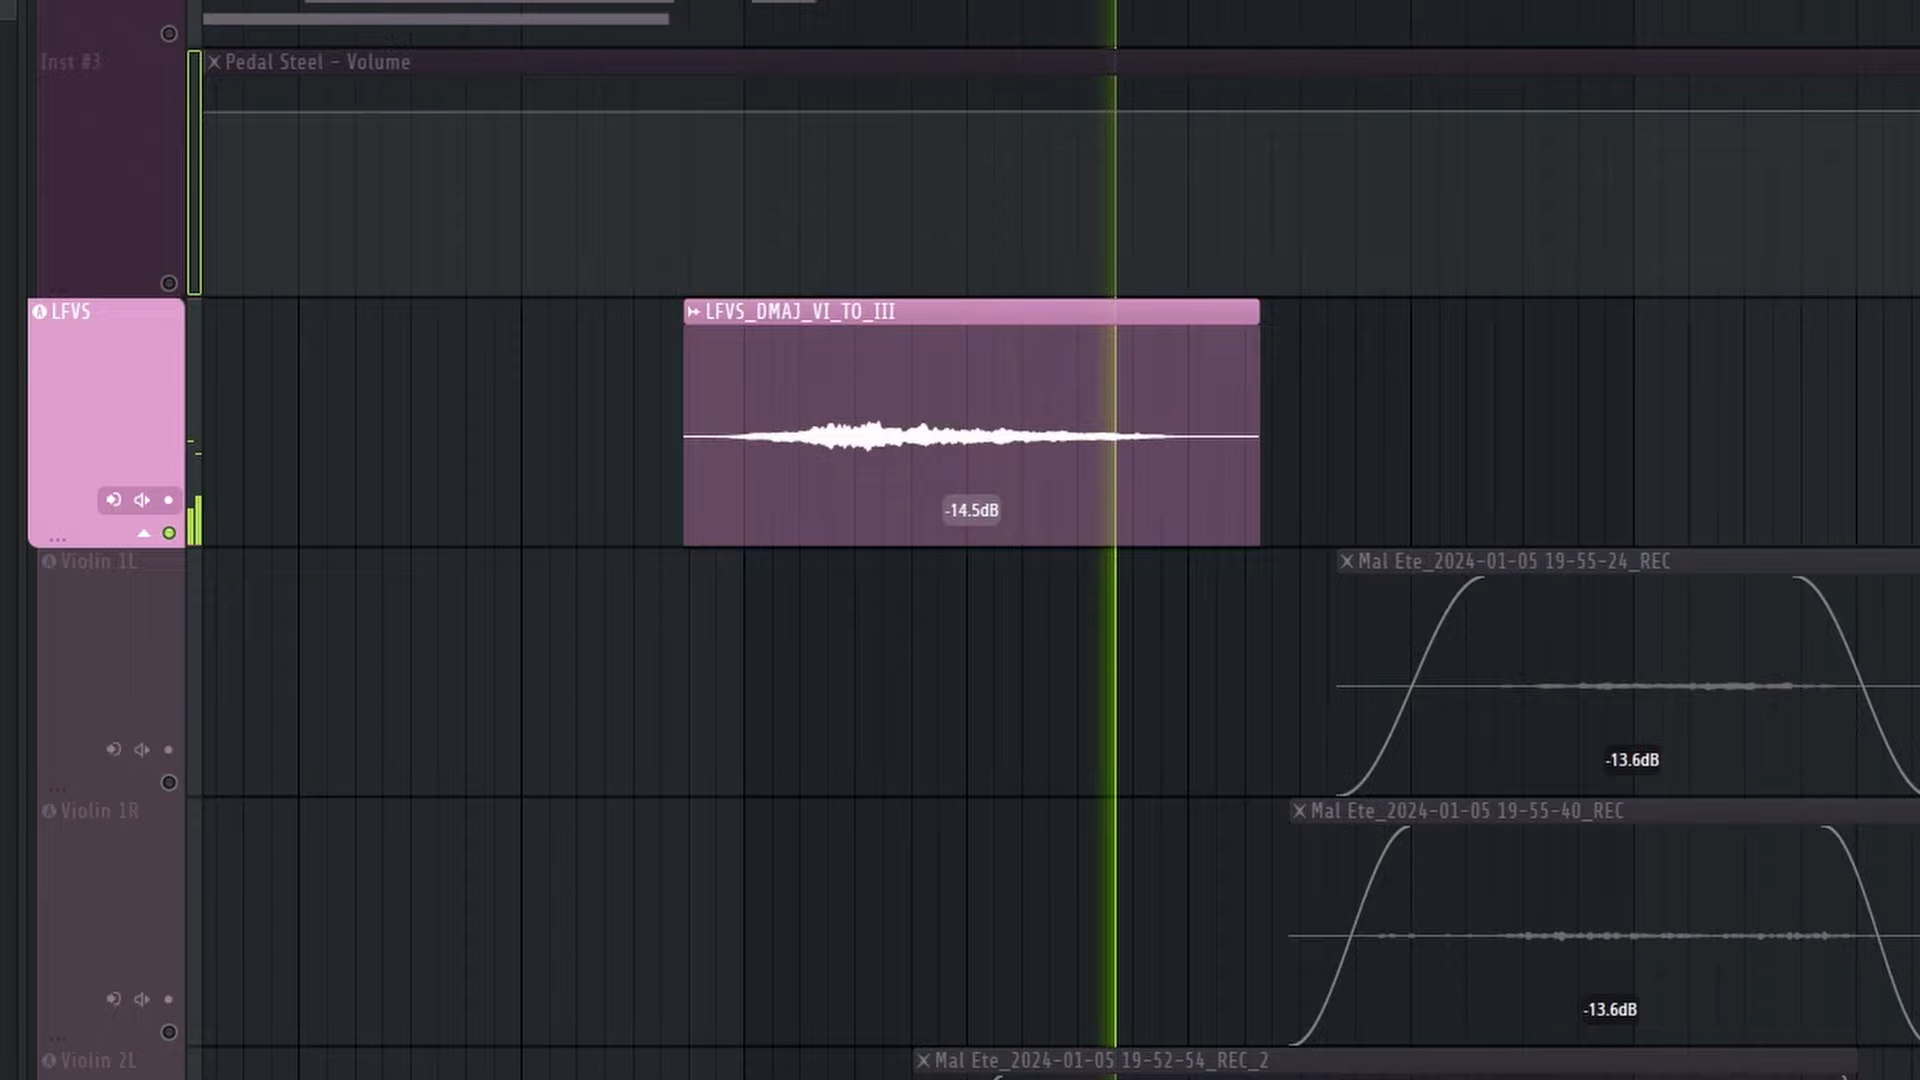 Inst #3
Pedal Steel - Volume
LFVS
LFVS_DMAJ_VI_TO_III
-14.5dB
Violin 1L
Mal Ete_2024-01-05 19-55-24_REC
-13.6dB
Violin 1R
Mal Ete_2024-01-05 19-55-40_REC
-13.6dB
Violin 2L
Mal Ete_2024-01-05 19-52-54_REC_2